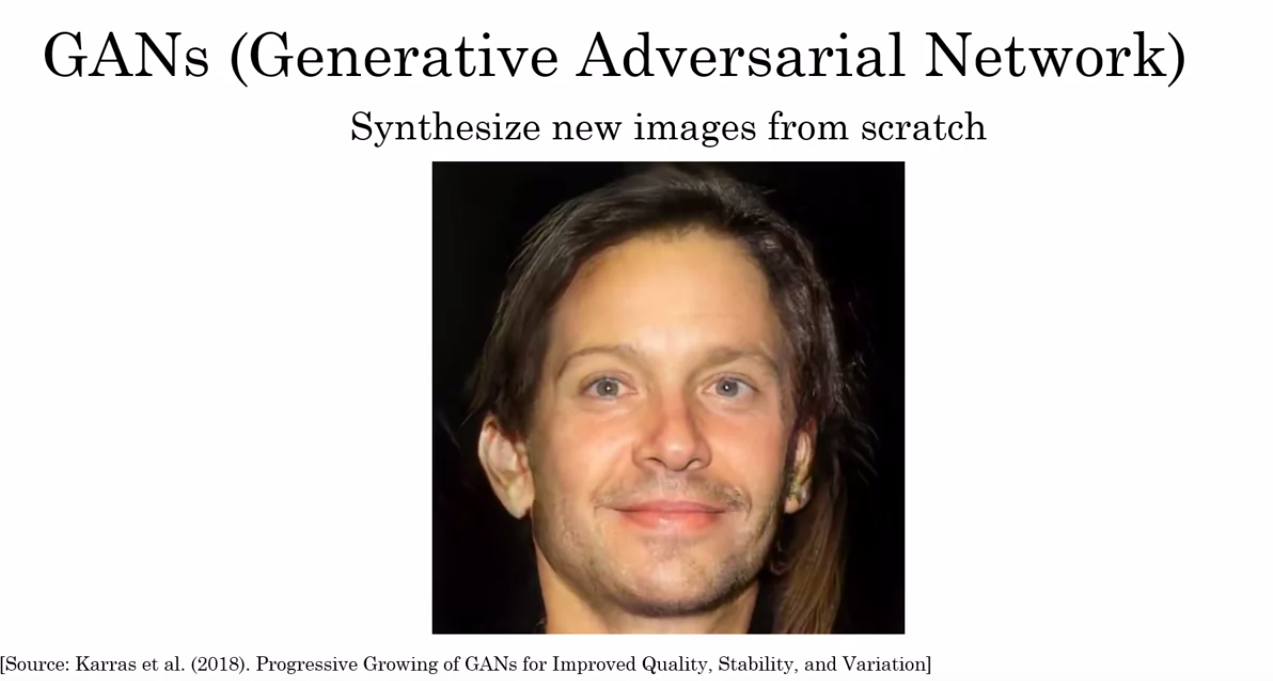 GANs (Generative Adversarial Network)
Synthesize new images from scratch
[Source: Karras et al. (2018). Progressive Growing of GANs for Improved Quality, Stability, and Variation]